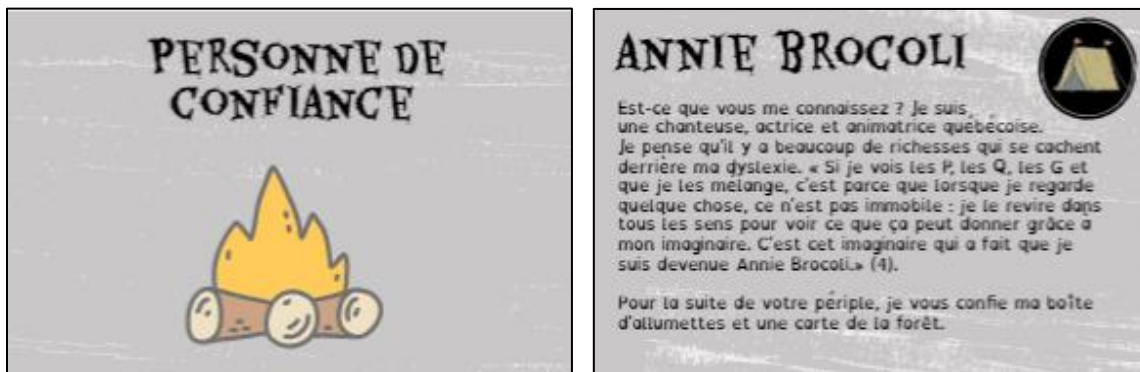 PERSONNE DE
CONFIANCE
ANNIE BROCOLI
Est-ce que vous me connaissez ? Je suis
une chanteuse, actrice et animatrice québécoise.
Je pense qu'il y a beaucoup de richesses qui se cachent
derrière ma dyslexie. « Si je vois les P, les Q, les G et
que je les mélange, c'est parce que lorsque je regarde
quelque chose, ce n'est pas immobile : je le revire dans
tous les sens pour voir ce que ça peut donner grâce à
mon imaginaire. C'est cet imaginaire qui a fait que je
suis devenue Annie Brocoli.» (4).
Pour la suite de votre périple, je vous confie ma boîte
d'allumettes et une carte de la forêt.